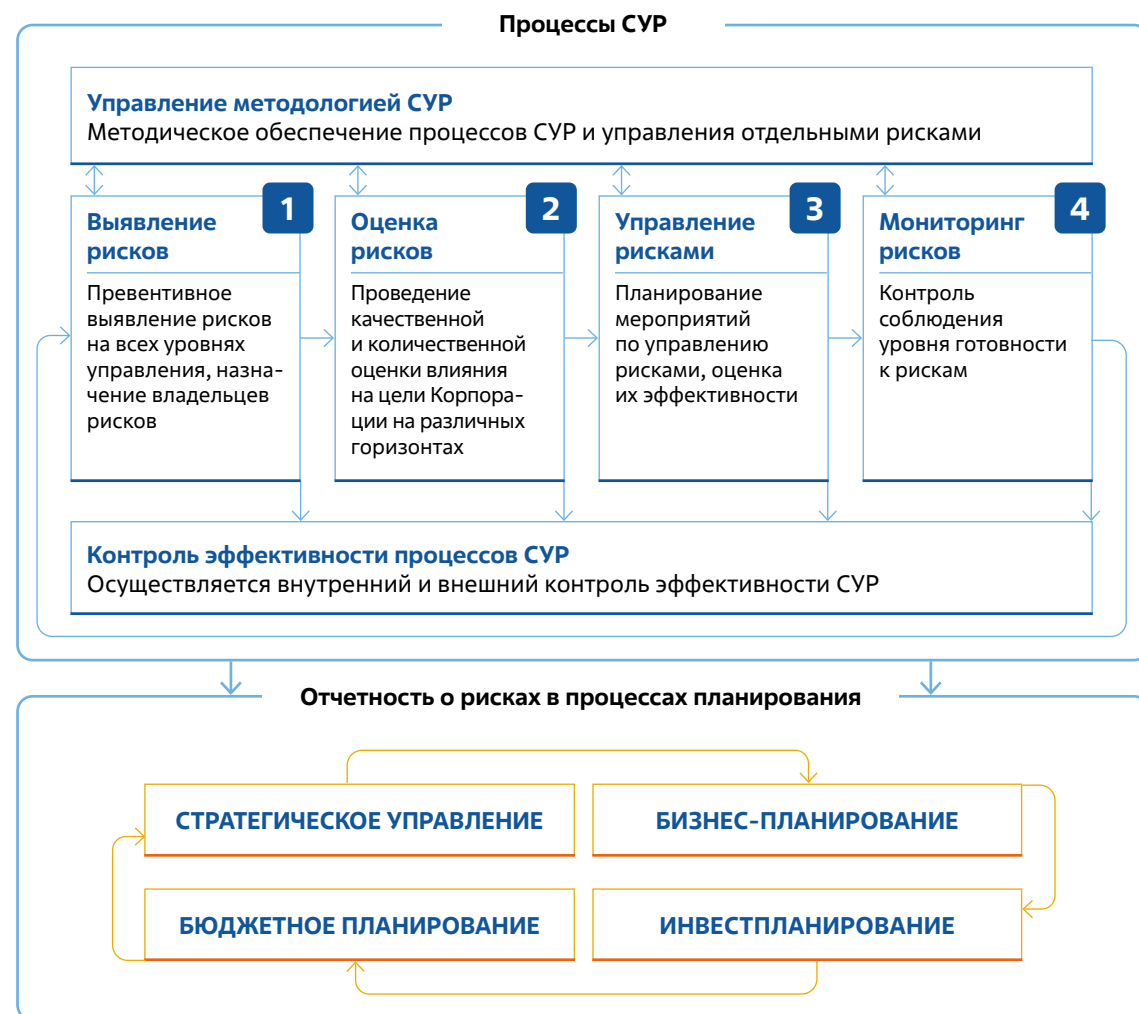 Процессы СУР
Управление методологией СУР
Методическое обеспечение процессов СУР и управления отдельными рисками
1
Выявление
рисков
Превентивное
выявление рисков
на всех уровнях
управления, назна-
чение владельцев
рисков
2
Оценка
рисков
Проведение
качественной
и количественной
оценки влияния
на цели Корпора-
ции на различных
горизонтах
3
Управление
рисками
Планирование
мероприятий
по управлению
рисками, оценка
их эффективности
4
Мониторинг
рисков
Контроль
соблюдения
уровня готовности
к рискам
Контроль эффективности процессов СУР
Осуществляется внутренний и внешний контроль эффективности СУР
Отчетность о рисках в процессах планирования
СТРАТЕГИЧЕСКОЕ УПРАВЛЕНИЕ
БИЗНЕС-ПЛАНИРОВАНИЕ
БЮДЖЕТНОЕ ПЛАНИРОВАНИЕ
ИНВЕСТПЛАНИРОВАНИЕ